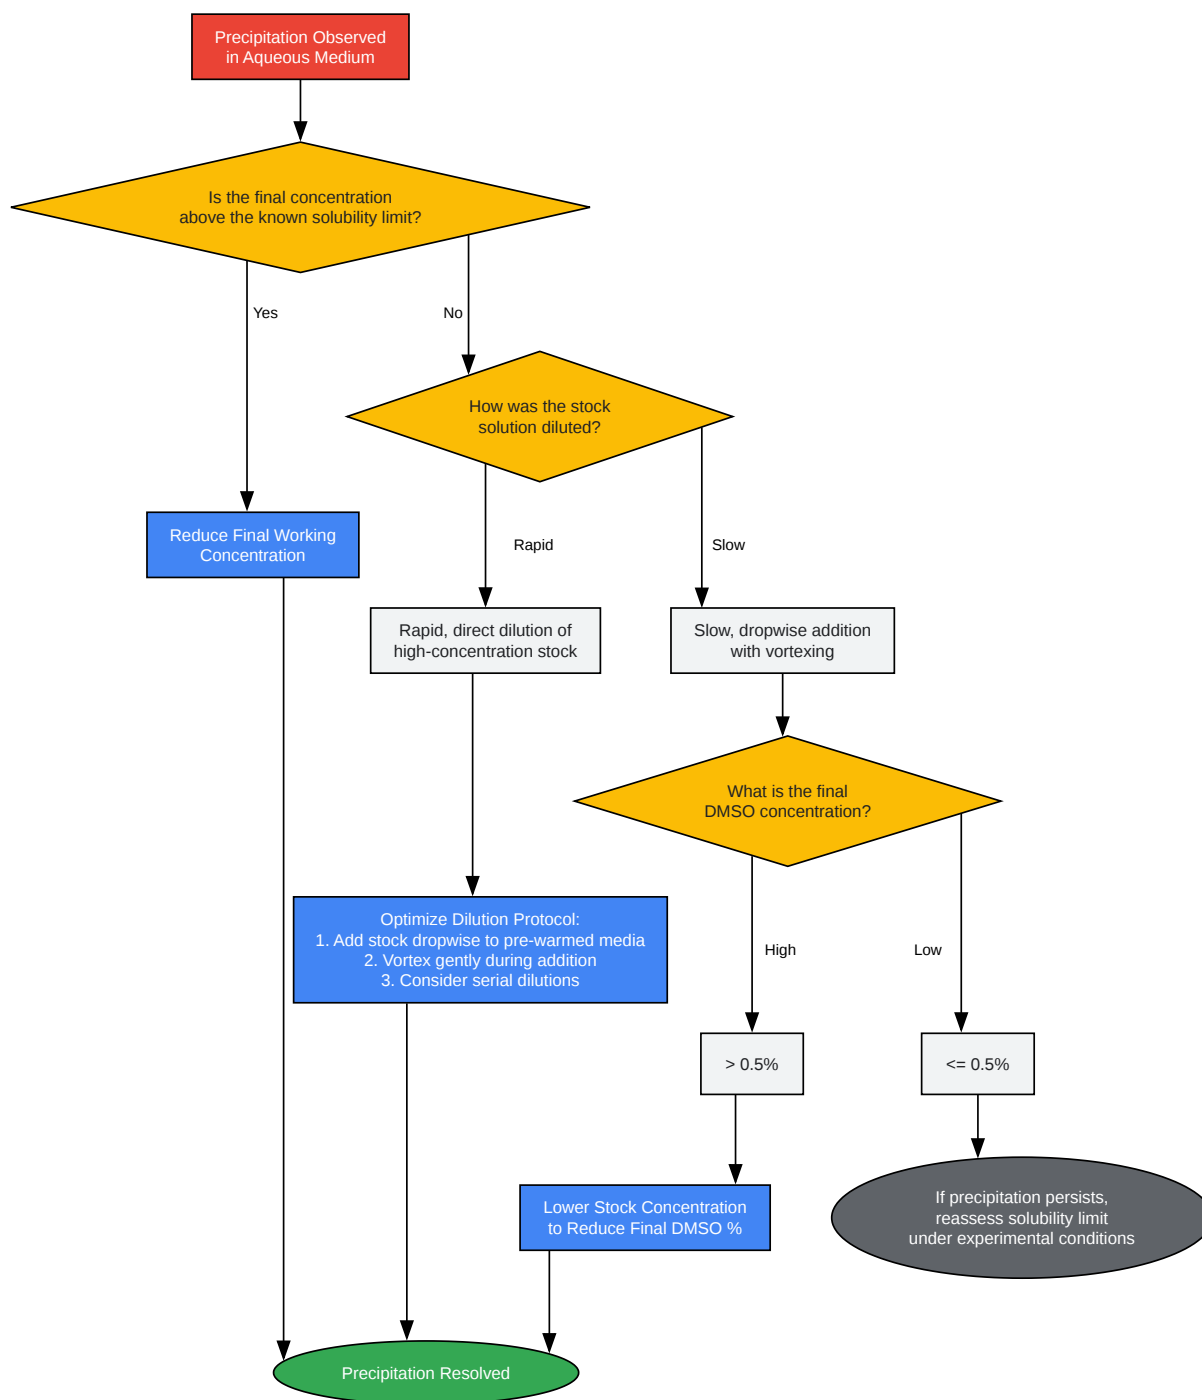 Precipitation Observed
in Aqueous Medium
Is the final concentration
above the known solubility limit?
Yes
No
How was the stock
solution diluted?
Reduce Final Working
Concentration
Rapid
Slow
Rapid, direct dilution of
high-concentration stock
Slow, dropwise addition
with vortexing
What is the final
DMSO concentration?
Optimize Dilution Protocol:
1. Add stock dropwise to pre-warmed media
2. Vortex gently during addition
3. Consider serial dilutions
High
Low
> 0.5%
<= 0.5%
Lower Stock Concentration
to Reduce Final DMSO %
If precipitation persists,
reassess solubility limit
under experimental conditions
Precipitation Resolved